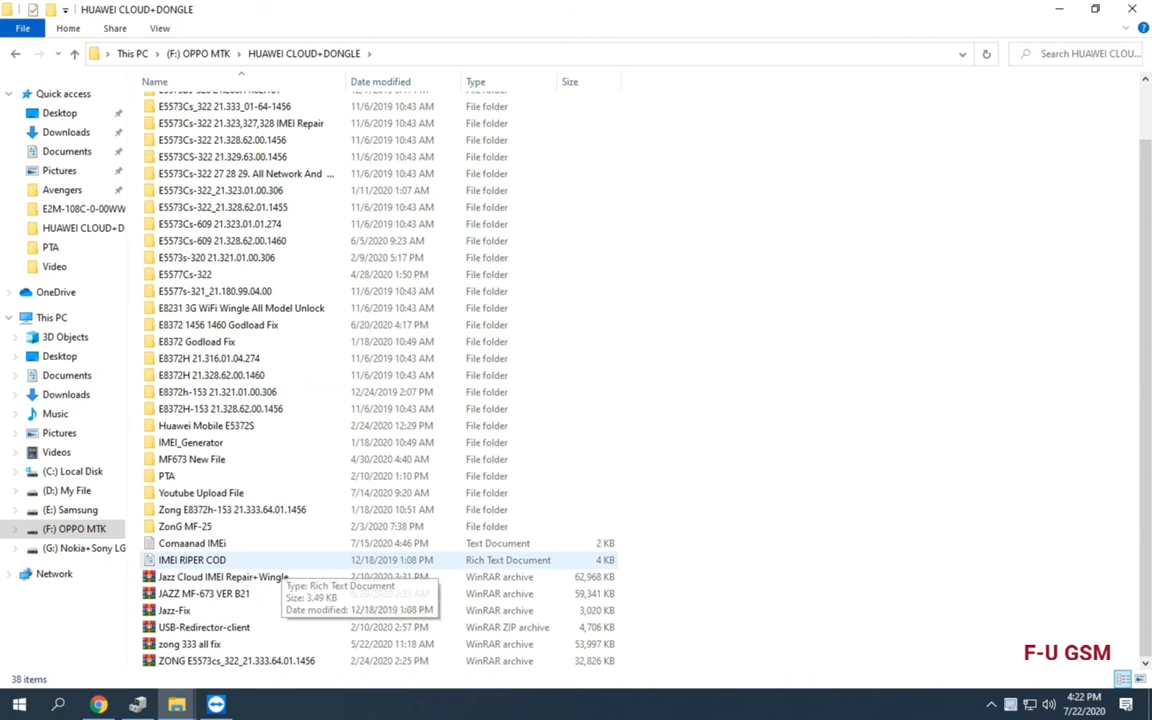 HUAWEI CLOUD+DONGLE
File Home Share View
This PC (F:) OPPO MTK HUAWEI CLOUD+DONGLE
Search HUAWEI CLOU...
Name Date modified Type Size
Quick access
Desktop
Downloads
Documents
Pictures
Avengers
E2M-108C-0-00WW
HUAWEI CLOUD+D
PTA
Video
OneDrive
This PC
3D Objects
Desktop
Documents
Downloads
Music
Pictures
Videos
(C:) Local Disk
(D:) My File
(E:) Samsung
(F:) OPPO MTK
(G:) Nokia+Sony LG
Network
E5573Cs_322 21.333_01-64-1456 11/6/2019 10:43 AM File folder
E5573Cs-322 21.323,327,328 IMEI Repair 11/6/2019 10:43 AM File folder
E5573Cs-322 21.328.62.00.1456 11/6/2019 10:43 AM File folder
E5573CS-322 21.329.63.00.1456 11/6/2019 10:43 AM File folder
E5573Cs-322 27 28 29. All Network And ... 11/6/2019 10:43 AM File folder
E5573Cs-322_21.323.01.00.306 1/11/2020 1:07 AM File folder
E5573Cs-322_21.328.62.01.1455 11/6/2019 10:43 AM File folder
E5573Cs-609 21.323.01.01.274 11/6/2019 10:43 AM File folder
E5573Cs-609 21.328.62.00.1460 6/5/2020 9:23 AM File folder
E5573s-320 21.321.01.00.306 2/9/2020 5:17 PM File folder
E5577Cs-322 4/28/2020 1:50 PM File folder
E5577s-321_21.180.99.04.00 11/6/2019 10:43 AM File folder
E8231 3G WiFi Wingle All Model Unlock 11/6/2019 10:43 AM File folder
E8372 1456 1460 Godload Fix 6/20/2020 4:17 PM File folder
E8372 Godload Fix 1/18/2020 10:49 AM File folder
E8372H 21.316.01.04.274 11/6/2019 10:43 AM File folder
E8372H 21.328.62.00.1460 11/6/2019 10:43 AM File folder
E8372h-153 21.321.01.00.306 12/24/2019 2:07 PM File folder
E8372H-153 21.328.62.00.1456 11/6/2019 10:43 AM File folder
Huawei Mobile E5372S 2/24/2020 12:29 PM File folder
IMEI_Generator 1/18/2020 10:49 AM File folder
MF673 New File 4/30/2020 4:40 AM File folder
PTA 2/10/2020 1:10 PM File folder
Youtube Upload File 7/14/2020 9:20 AM File folder
Zong E8372h-153 21.333.64.01.1456 1/18/2020 10:51 AM File folder
ZonG MF-25 2/3/2020 7:38 PM File folder
Comaanad IMEi 7/15/2020 4:46 PM Text Document 2 KB
IMEI RIPER COD 12/18/2019 1:08 PM Rich Text Document 4 KB
Jazz Cloud IMEI Repair+Wingle 2/10/2020 3:31 PM WinRAR archive 62,968 KB
JAZZ MF-673 VER B21 WinRAR archive 59,341 KB
Jazz-Fix WinRAR archive 3,020 KB
USB-Redirector-client 2/10/2020 2:57 PM WinRAR ZIP archive 4,706 KB
zong 333 all fix 5/22/2020 11:18 AM WinRAR archive 53,997 KB
ZONG E5573cs_322_21.333.64.01.1456 2/24/2020 2:25 PM WinRAR archive 32,826 KB
Type: Rich Text Document
Size: 3.49 KB
Date modified: 12/18/2019 1:08 PM
F-U GSM
38 items
4:22 PM
7/22/2020